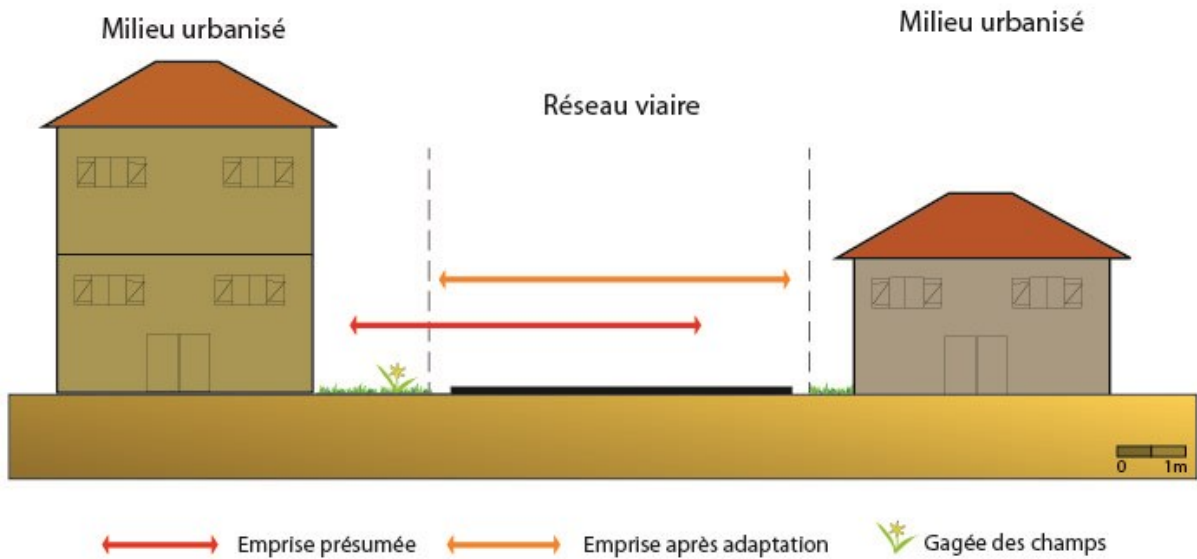 Milieu urbanisé
Milieu urbanisé
Réseau viaire
0 1m
Emprise présumée
Emprise après adaptation
Gagée des champs